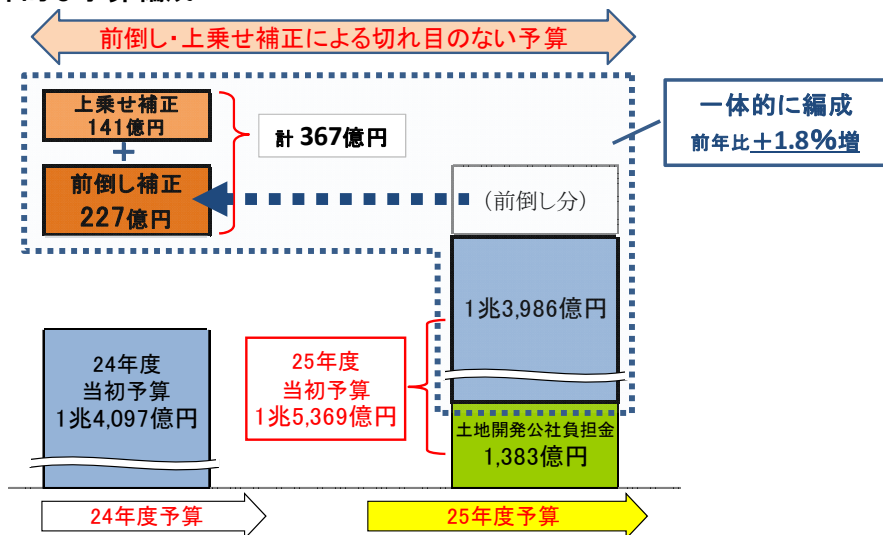 前倒し・上乗せ補正による切れ目のない予算
上乗せ補正
141億円
+
前倒し補正
227億円
計 367億円
一体的に編成
前年比+1.8%増
(前倒し分)
1兆3,986億円
24年度
当初予算
1兆4,097億円
25年度
当初予算
1兆5,369億円
土地開発公社負担金
1,383億円
24年度予算
25年度予算